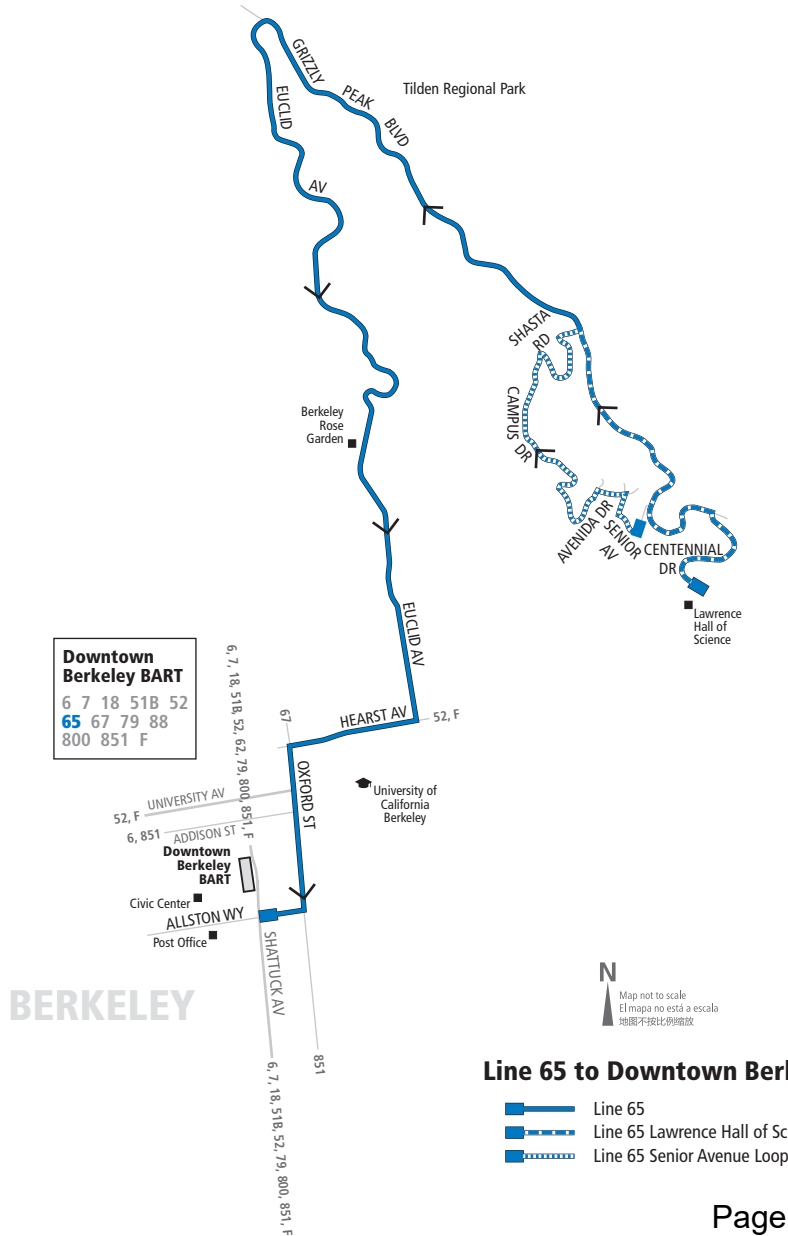 GRIZZLY
PEAK
BLVD
Tilden Regional Park
EUCLID
AV
SHASTA
RD
CAMPUS
DR
Berkeley
Rose
Garden
AVENIDA DR
SENIOR
AV
CENTENNIAL
DR
Lawrence
Hall of
Science
EUCLID AV
Downtown
Berkeley BART
6 7 18 51B 52
65 67 79 88
800 851 F
6, 7, 18, 51B, 52, 62, 79, 800, 851, F
67
HEARST AV
52, F
OXFORD ST
University of
California
Berkeley
UNIVERSITY AV
52, F
6, 851
ADDISON ST
Downtown
Berkeley
BART
Civic Center
ALLSTON WY
Post Office
SHATTUCK AV
BERKELEY
851
6, 7, 18, 51B, 52, 79, 800, 851, F
N
Map not to scale
El mapa no está a escala
地图不按比例缩放
Line 65 to Downtown Berk
Line 65
Line 65 Lawrence Hall of Sc
Line 65 Senior Avenue Loop
Page